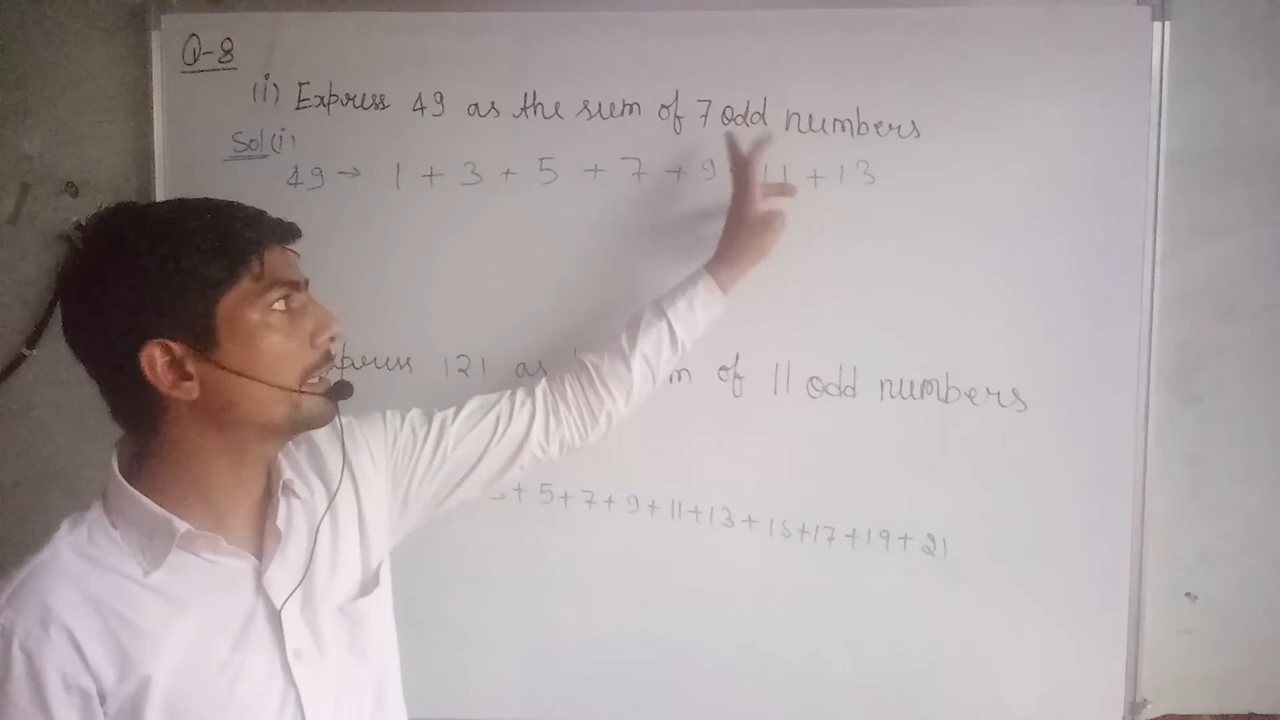 Q-8
(i) Express 49 as the sum of 7 odd numbers
Sol(i)
49 → 1 + 3 + 5 + 7 + 9 11 + 13
121 as of 11 odd numbers
+ 5 + 7 + 9 + 11 + 13 + 15 + 17 + 19 + 21